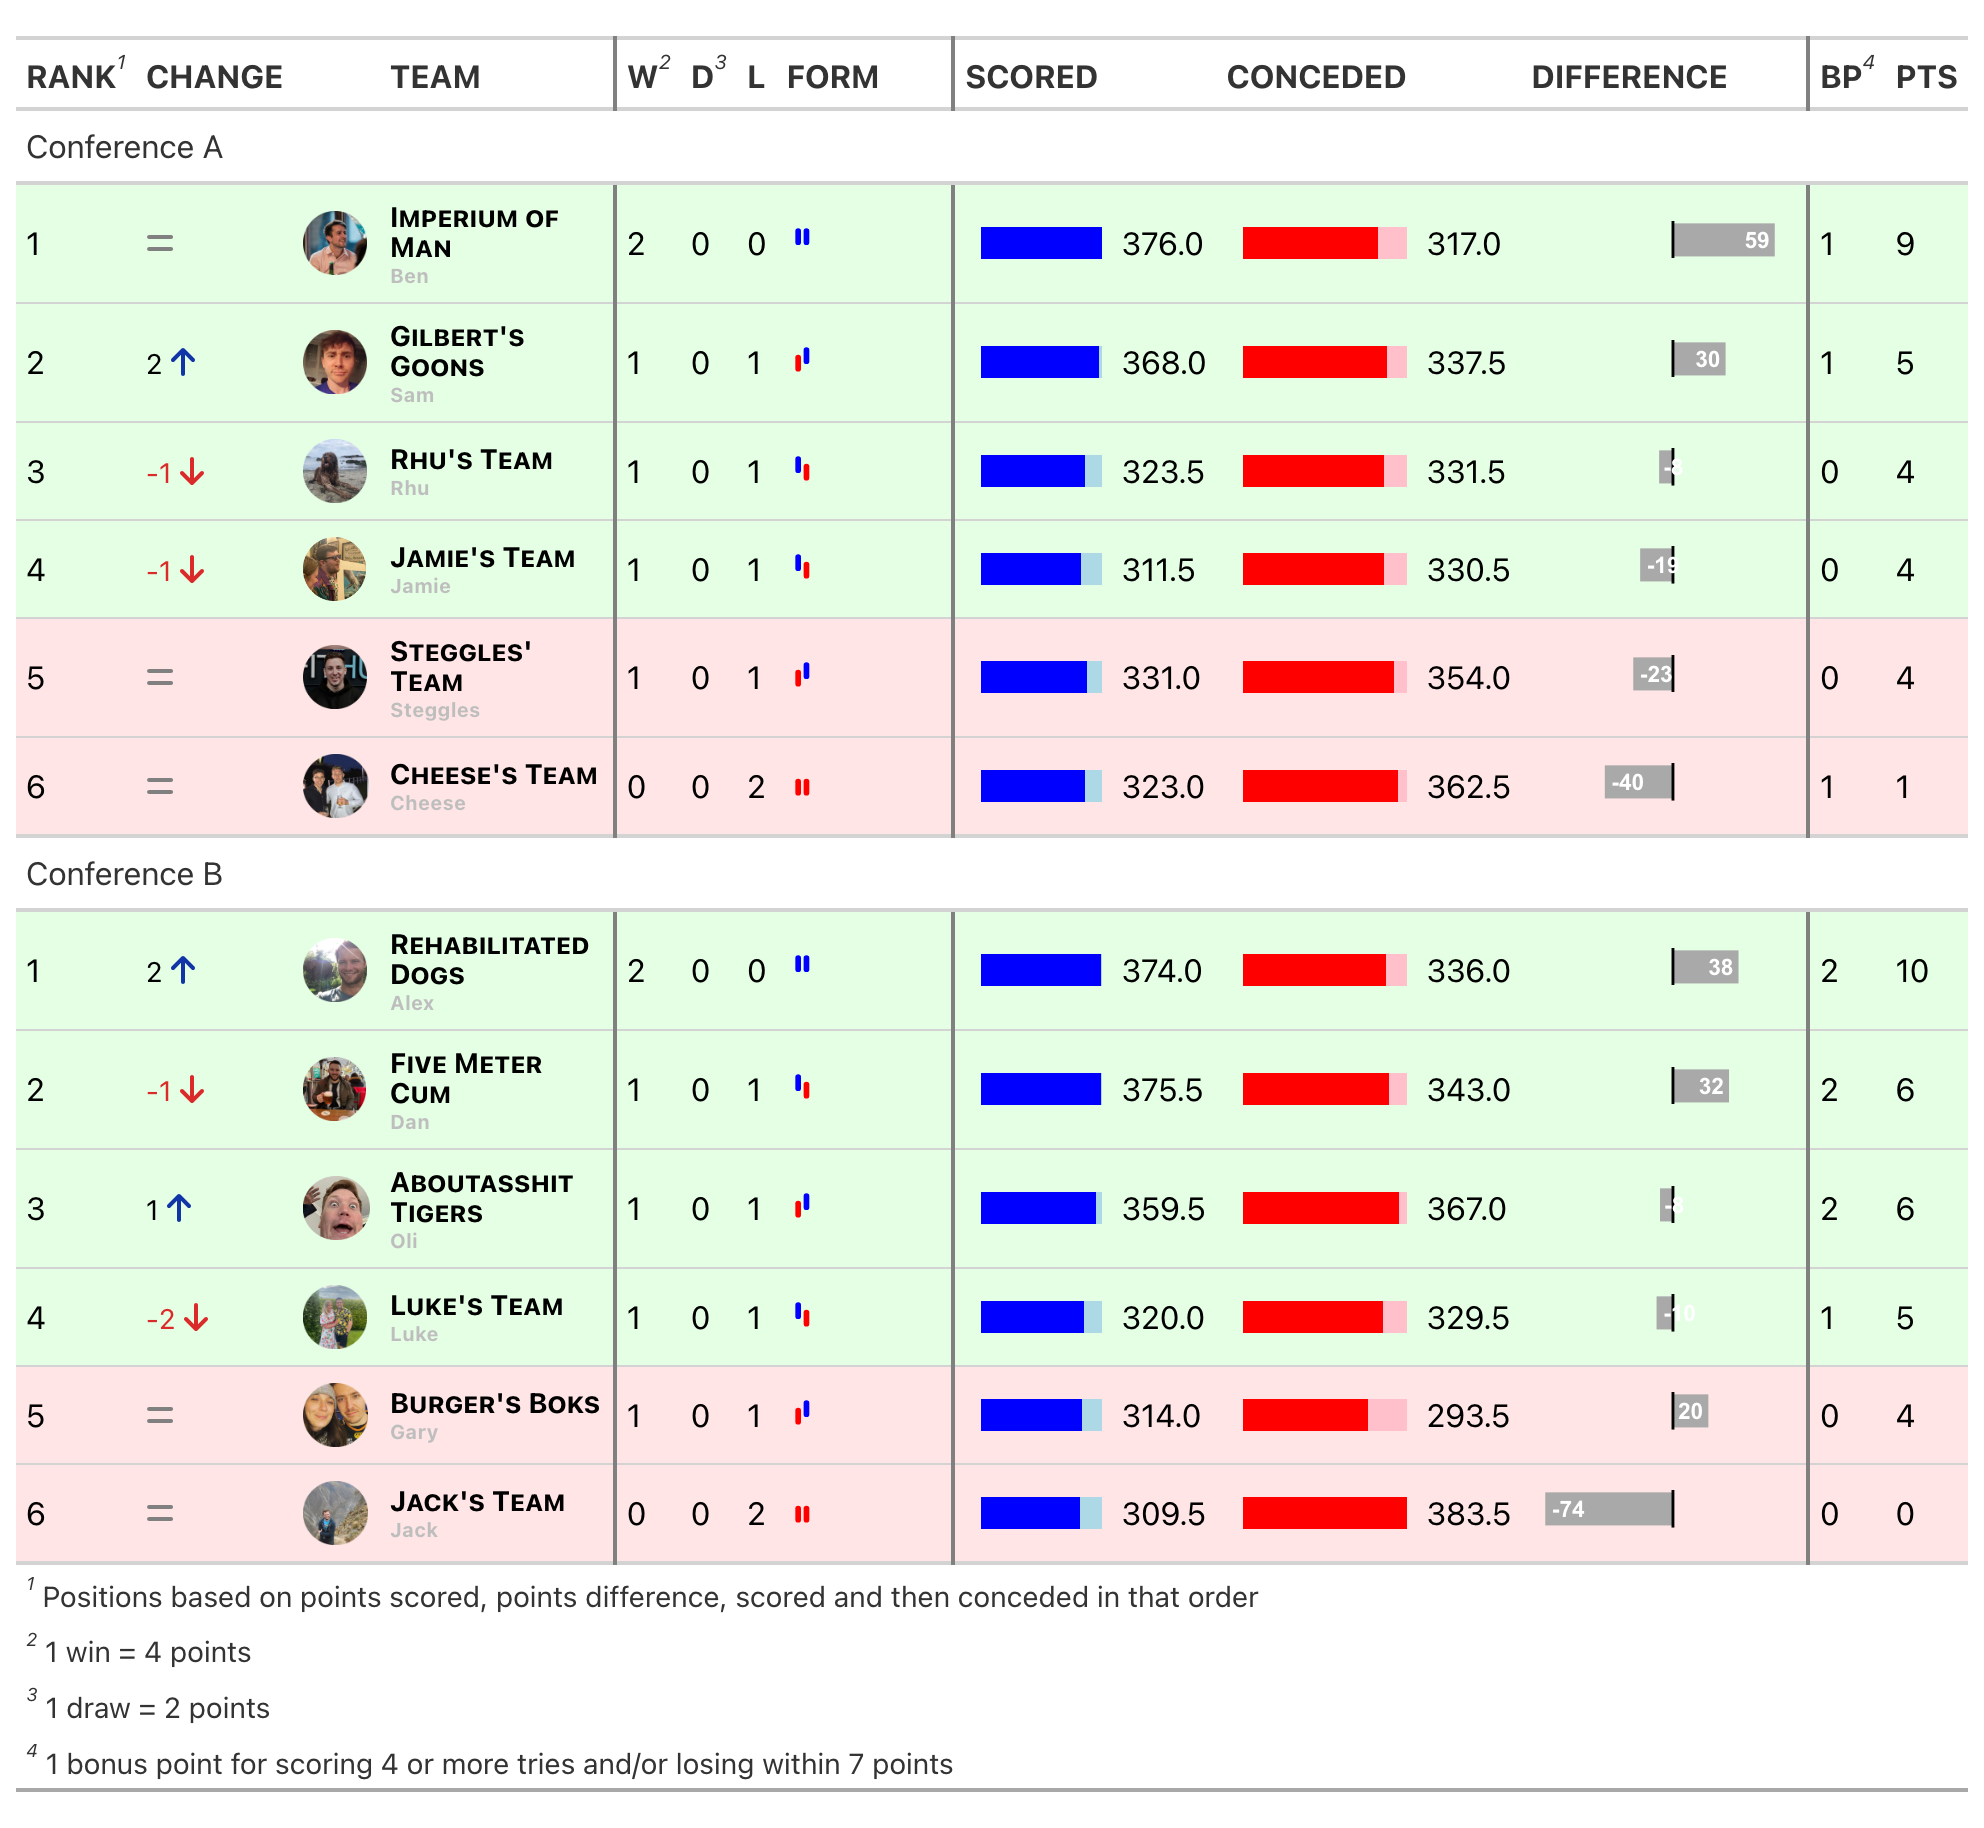 RANK1 CHANGE TEAM W2 D3 L FORM SCORED CONCEDED DIFFERENCE BP4 PTS
Conference A
1 = IMPERIUM OF 2 0 0 376.0 317.0 59 1 9
MAN
Ben
2 2↑ GILBERT'S 1 0 1 368.0 337.5 30 1 5
GOONS
Sam
3 -1↓ RHU'S TEAM 1 0 1 323.5 331.5 -8 0 4
Rhu
4 -1↓ JAMIE'S TEAM 1 0 1 311.5 330.5 -19 0 4
Jamie
5 = STEGGLES' 1 0 1 331.0 354.0 -23 0 4
TEAM
Steggles
6 = CHEESE'S TEAM 0 0 2 323.0 362.5 -40 1 1
Cheese
Conference B
1 2↑ REHABILITATED 2 0 0 374.0 336.0 38 2 10
DOGS
Alex
2 -1↓ FIVE METER 1 0 1 375.5 343.0 32 2 6
CUM
Dan
3 1↑ ABOUTASSHIT 1 0 1 359.5 367.0 -8 2 6
TIGERS
Oli
4 -2↓ LUKE'S TEAM 1 0 1 320.0 329.5 -10 1 5
Luke
5 = BURGER'S BOKS 1 0 1 314.0 293.5 20 0 4
Gary
6 = JACK'S TEAM 0 0 2 309.5 383.5 -74 0 0
Jack
1 Positions based on points scored, points difference, scored and then conceded in that order
2 1 win = 4 points
3 1 draw = 2 points
4 1 bonus point for scoring 4 or more tries and/or losing within 7 points